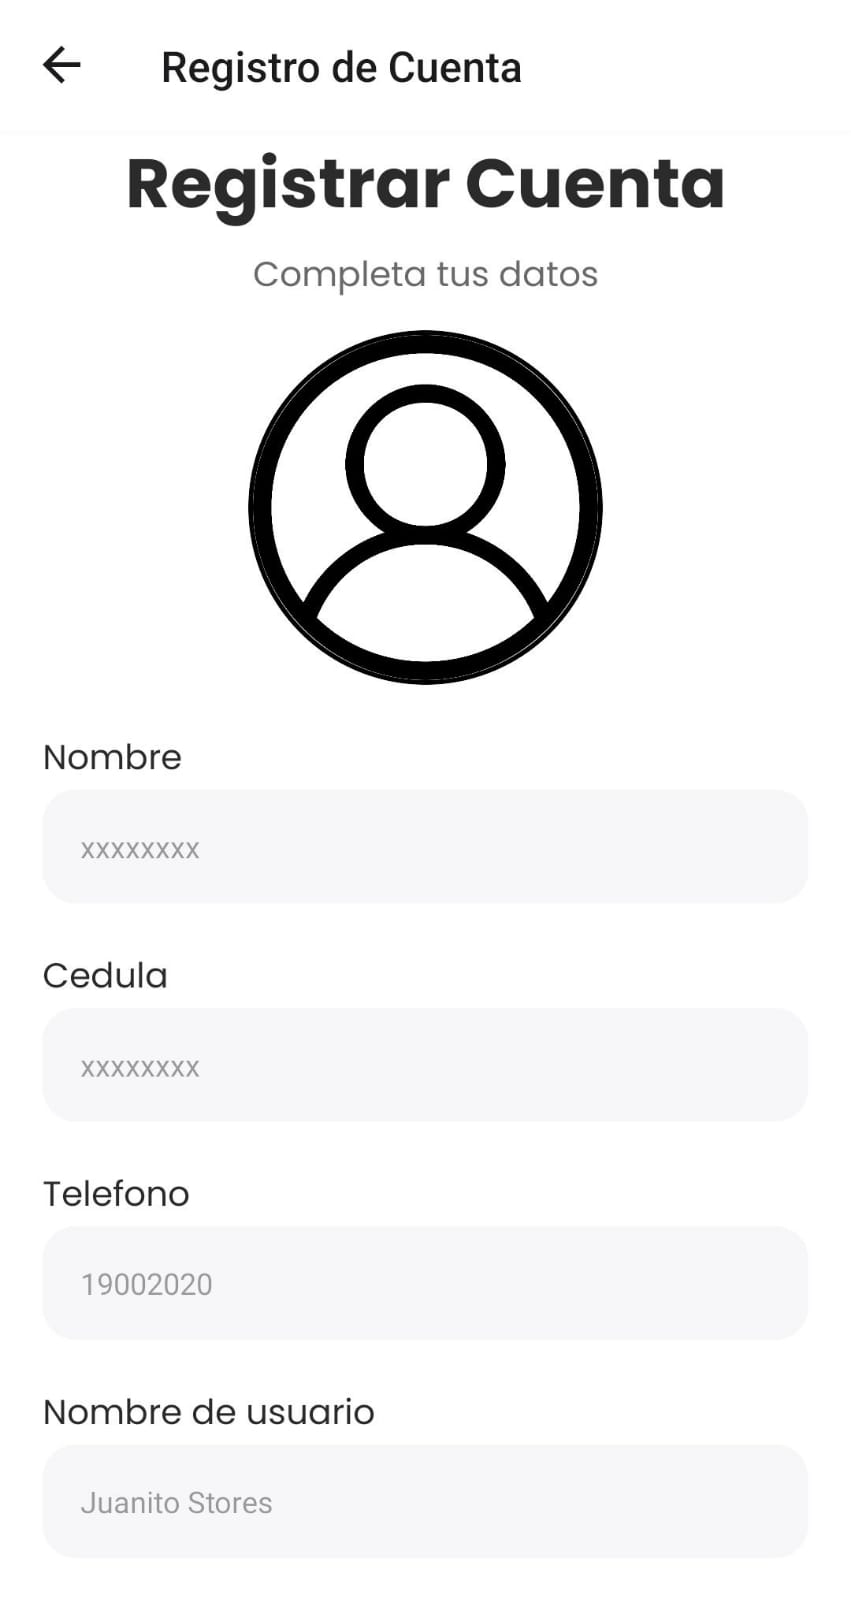 Registro de Cuenta
Registrar Cuenta
Completa tus datos
Nombre
xxxxxxxx
Cedula
xxxxxxxx
Telefono
19002020
Nombre de usuario
Juanito Stores